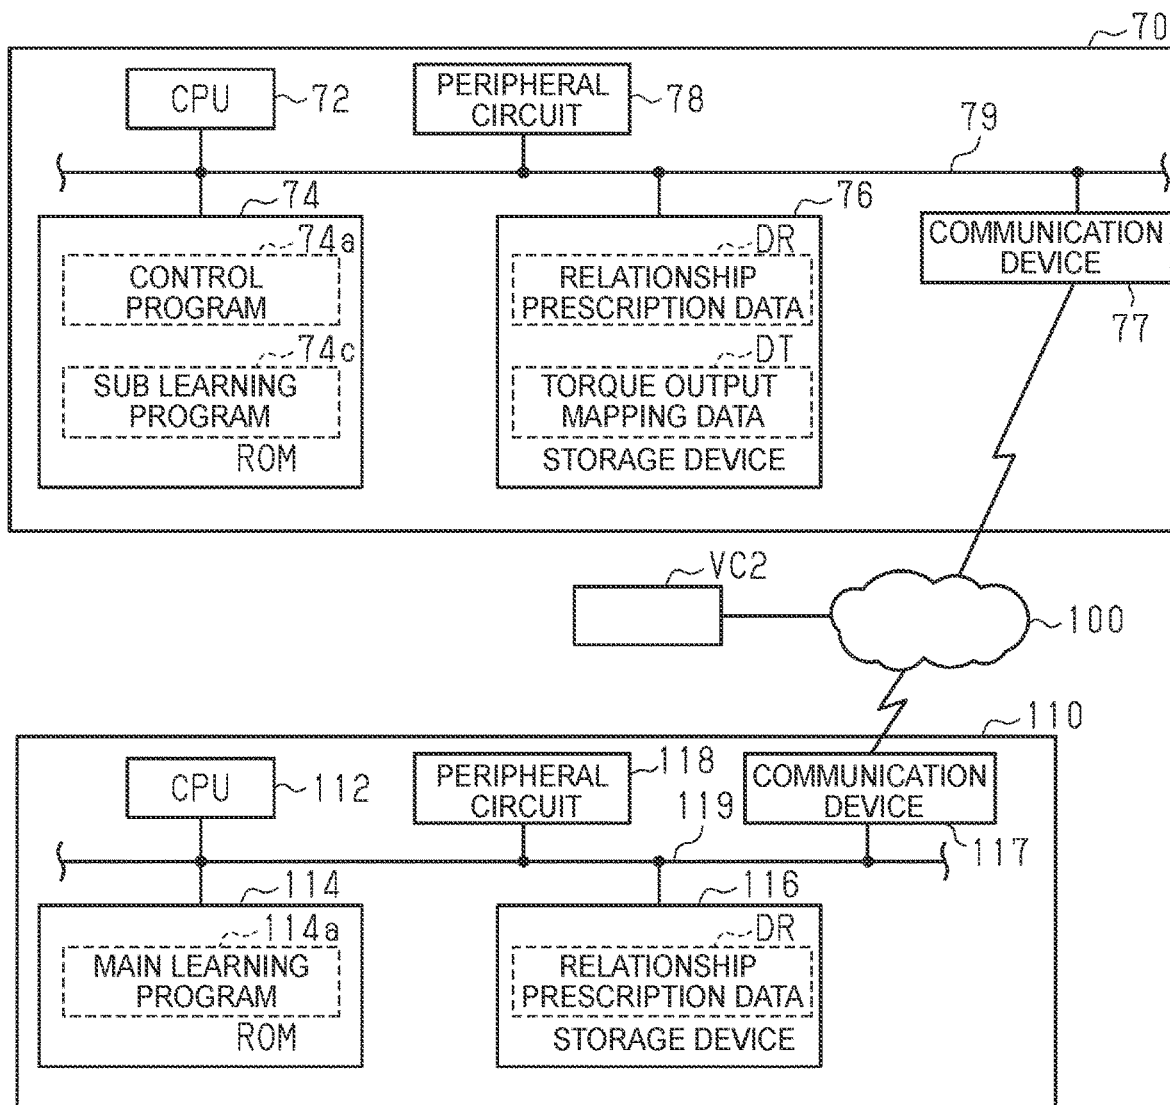 70
CPU
72
PERIPHERAL
CIRCUIT
78
79
74
74a
CONTROL
PROGRAM
74c
SUB LEARNING
PROGRAM
ROM
76
DR
RELATIONSHIP
PRESCRIPTION DATA
DT
TORQUE OUTPUT
MAPPING DATA
STORAGE DEVICE
COMMUNICATION
DEVICE
77
VC2
100
110
CPU
112
PERIPHERAL
CIRCUIT
118
COMMUNICATION
DEVICE
117
119
114
114a
MAIN LEARNING
PROGRAM
ROM
116
DR
RELATIONSHIP
PRESCRIPTION DATA
STORAGE DEVICE